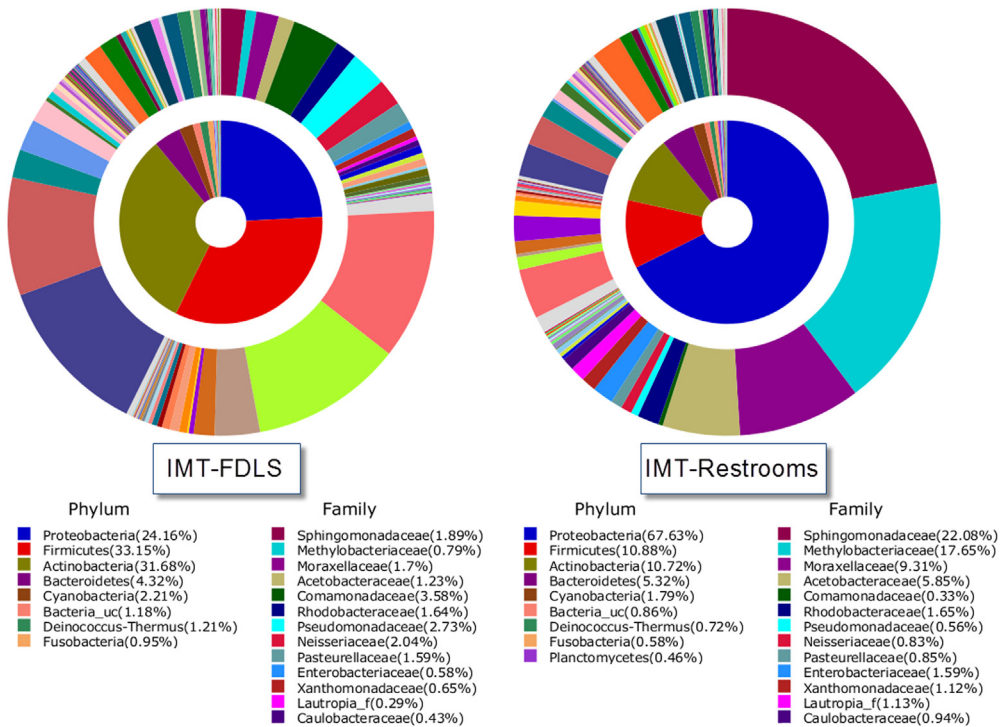 IMT-FDLS
Phylum
Proteobacteria(24.16%)
Firmicutes(33.15%)
Actinobacteria(31.68%)
Bacteroidetes(4.32%)
Cyanobacteria(2.21%)
Bacteria_uc(1.18%)
Deinococcus-Thermus(1.21%)
Fusobacteria(0.95%)
Family
Sphingomonadaceae(1.89%)
Methylobacteriaceae(0.79%)
Moraxellaceae(1.7%)
Acetobacteraceae(1.23%)
Comamonadaceae(3.58%)
Rhodobacteraceae(1.64%)
Pseudomonadaceae(2.73%)
Neisseriaceae(2.04%)
Pasteurellaceae(1.59%)
Enterobacteriaceae(0.58%)
Xanthomonadaceae(0.65%)
Lautropia_f(0.29%)
Caulobacteraceae(0.43%)
IMT-Restrooms
Phylum
Proteobacteria(67.63%)
Firmicutes(10.88%)
Actinobacteria(10.72%)
Bacteroidetes(5.32%)
Cyanobacteria(1.79%)
Bacteria_uc(0.86%)
Deinococcus-Thermus(0.72%)
Fusobacteria(0.58%)
Planctomycetes(0.46%)
Family
Sphingomonadaceae(22.08%)
Methylobacteriaceae(17.65%)
Moraxellaceae(9.31%)
Acetobacteraceae(5.85%)
Comamonadaceae(0.33%)
Rhodobacteraceae(1.65%)
Pseudomonadaceae(0.56%)
Neisseriaceae(0.83%)
Pasteurellaceae(0.85%)
Enterobacteriaceae(1.59%)
Xanthomonadaceae(1.12%)
Lautropia_f(1.13%)
Caulobacteraceae(0.94%)